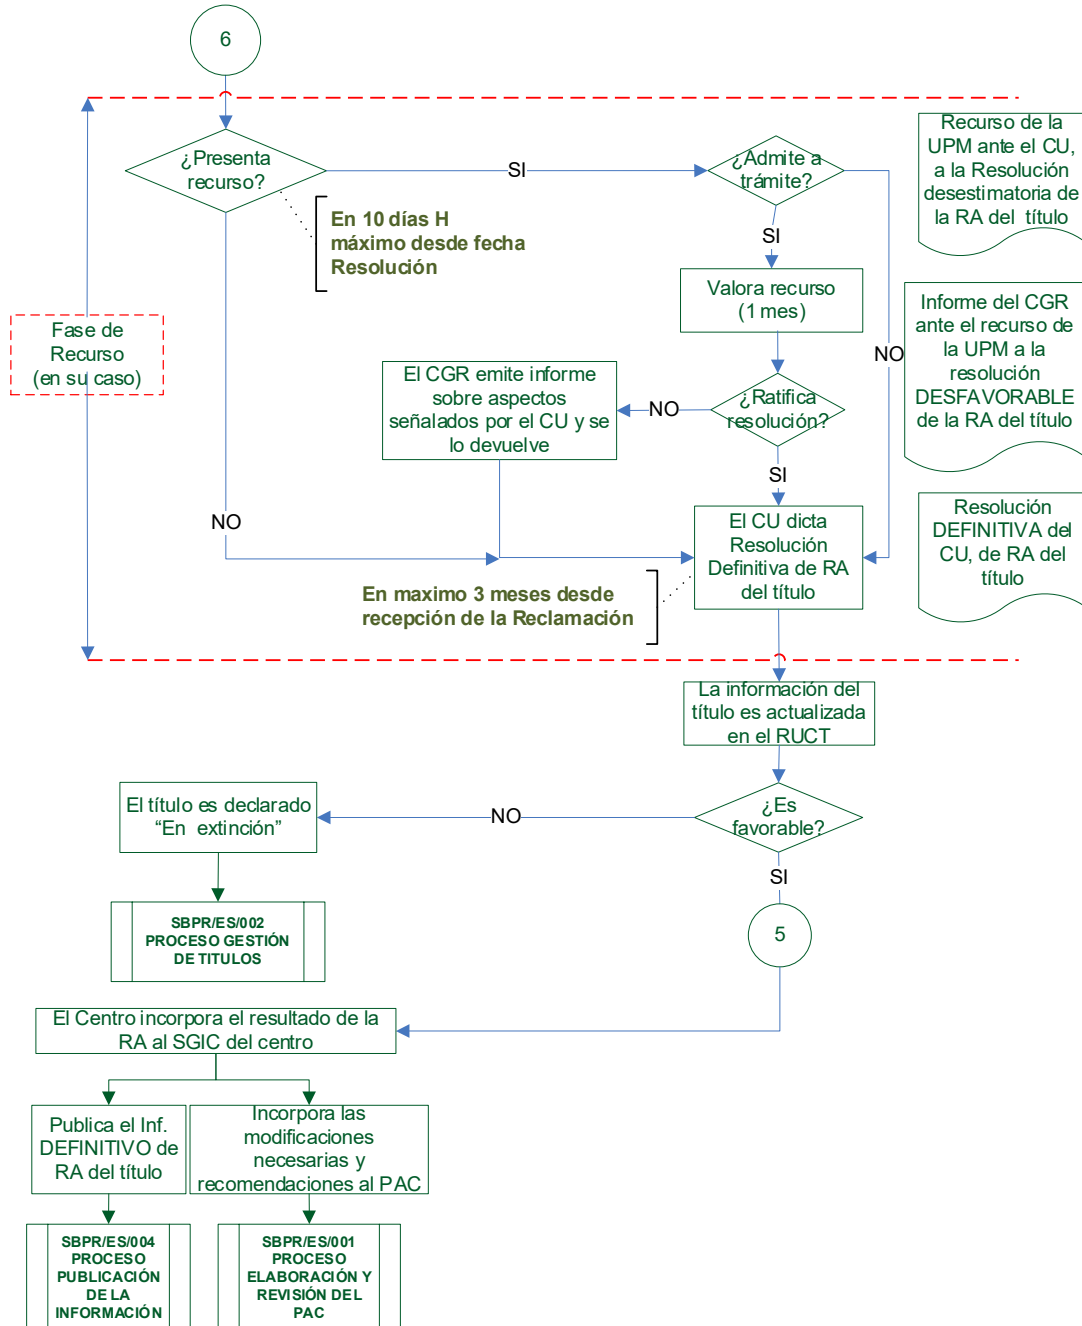 6
¿Presenta
recurso?
SI
¿Admite a
trámite?
Recurso de la
UPM ante el CU,
a la Resolución
desestimatoria de
la RA del título
En 10 días H
máximo desde fecha
Resolución
SI
Valora recurso
(1 mes)
Informe del CGR
ante el recurso de
la UPM a la
resolución
DESFAVORABLE
de la RA del título
Fase de
Recurso
(en su caso)
NO
El CGR emite informe
sobre aspectos
señalados por el CU y se
lo devuelve
NO
¿Ratifica
resolución?
SI
NO
El CU dicta
Resolución
Definitiva de RA
del título
Resolución
DEFINITIVA del
CU, de RA del
título
En maximo 3 meses desde
recepción de la Reclamación
La información del
título es actualizada
en el RUCT
El título es declarado
“En extinción”
NO
¿Es
favorable?
SI
SBPR/ES/002
PROCESO GESTIÓN
DE TITULOS
5
El Centro incorpora el resultado de la
RA al SGIC del centro
Publica el Inf.
DEFINITIVO de
RA del título
Incorpora las
modificaciones
necesarias y
recomendaciones al PAC
SBPR/ES/004
PROCESO
PUBLICACIÓN
DE LA
INFORMACIÓN
SBPR/ES/001
PROCESO
ELABORACIÓN Y
REVISIÓN DEL
PAC